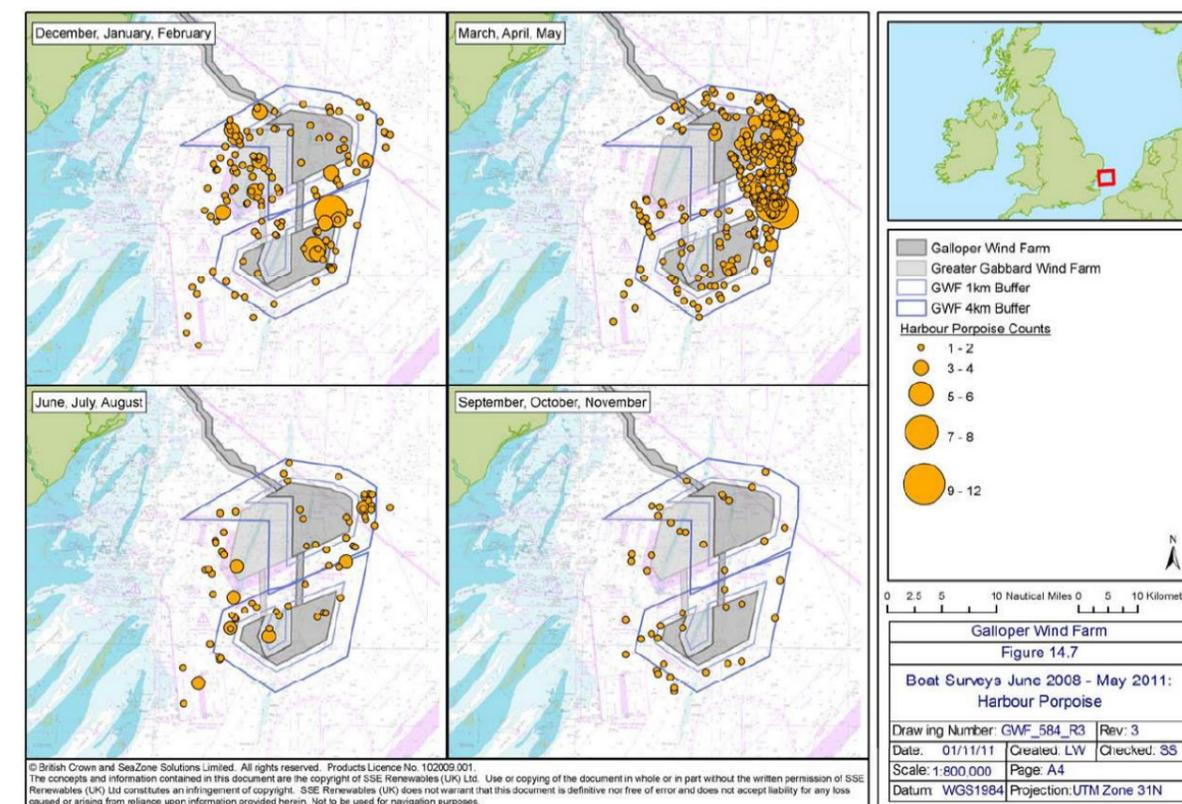 December, January, February
March, April, May
June, July, August
September, October, November
© British Crown and SeaZone Solutions Limited. All rights reserved. Products Licence No. 102009.001.
The concepts and information contained in this document are the copyright of SSE Renewables (UK) Ltd. Use or copying of the document in whole or in part without the written permission of SSE
Renewables (UK) Ltd constitutes an infringement of copyright. SSE Renewables (UK) does not warrant that this document is definitive nor free of error and does not accept liability for any loss
caused or arising from reliance upon information provided herein. Not to be used for navigation purposes.
Galloper Wind Farm
Greater Gabbard Wind Farm
GWF 1km Buffer
GWF 4km Buffer
Harbour Porpoise Counts
1 - 2
3 - 4
5 - 6
7 - 8
9 - 12
N
0 2.5 5 10 Nautical Miles 0 5 10 Kilomet
Galloper Wind Farm
Figure 14.7
Boat Surveys June 2008 - May 2011:
Harbour Porpoise
Drawing Number: GWF_584_R3 Rev: 3
Date: 01/11/11 Created: LW Checked: SS
Scale: 1:800,000 Page: A4
Datum: WGS1984 Projection: UTM Zone 31N